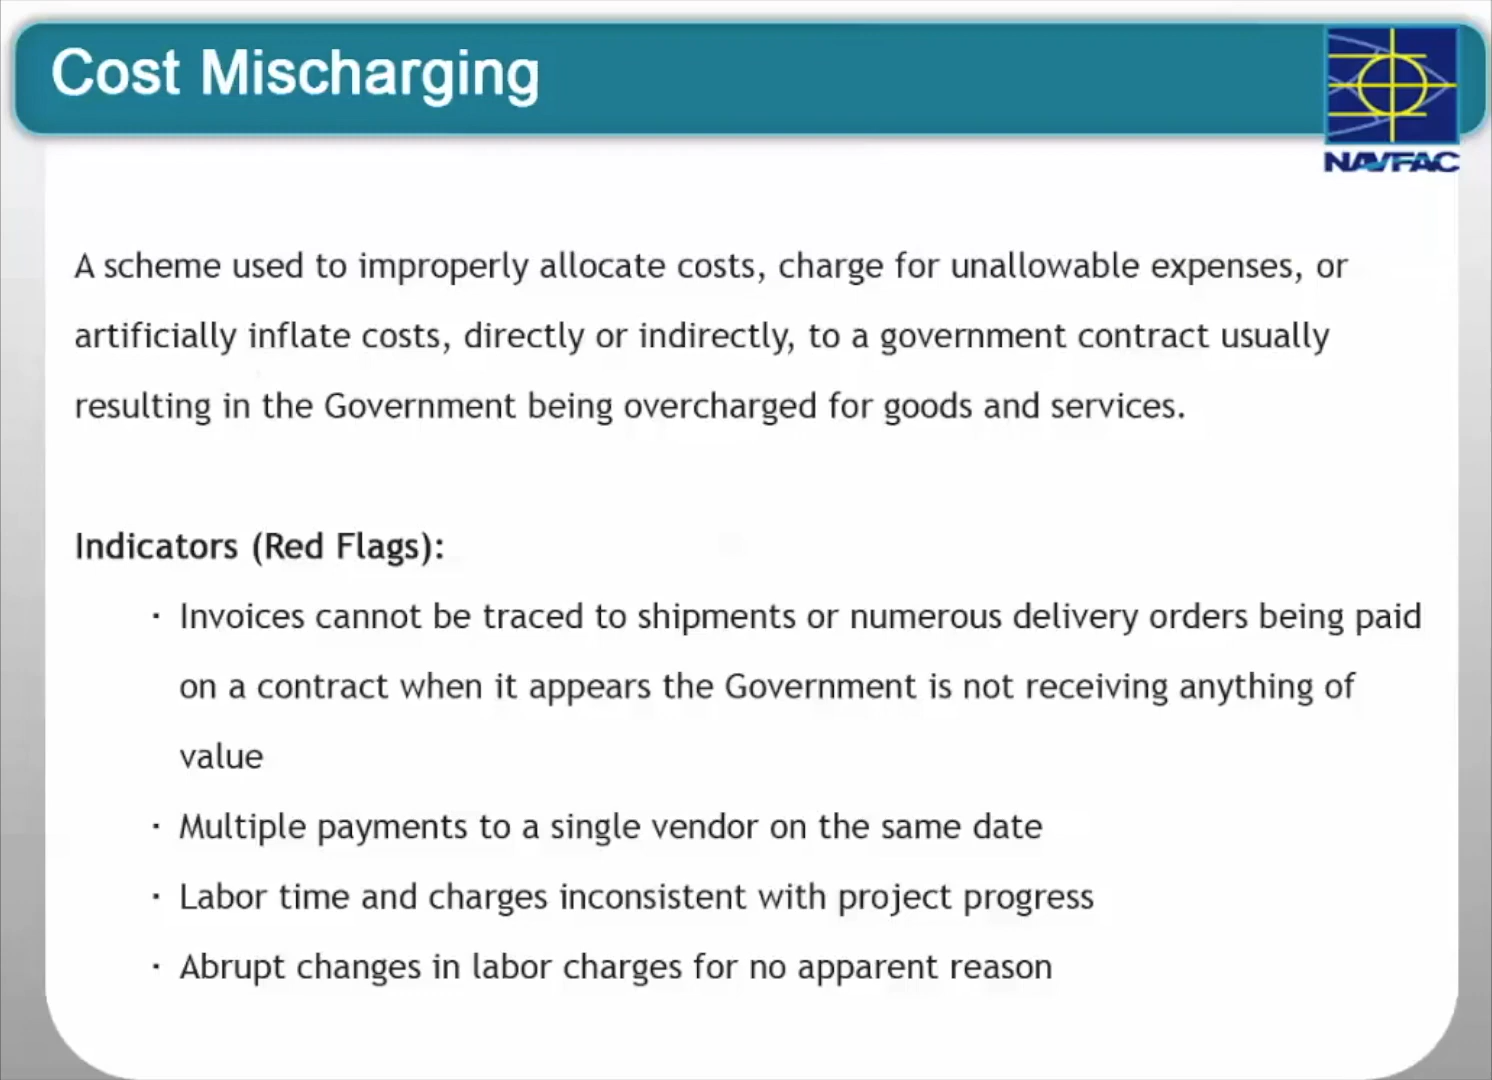 Cost Mischarging
NAVFAC
A scheme used to improperly allocate costs, charge for unallowable expenses, or
artificially inflate costs, directly or indirectly, to a government contract usually
resulting in the Government being overcharged for goods and services.
Indicators (Red Flags):
· Invoices cannot be traced to shipments or numerous delivery orders being paid
on a contract when it appears the Government is not receiving anything of
value
· Multiple payments to a single vendor on the same date
· Labor time and charges inconsistent with project progress
· Abrupt changes in labor charges for no apparent reason